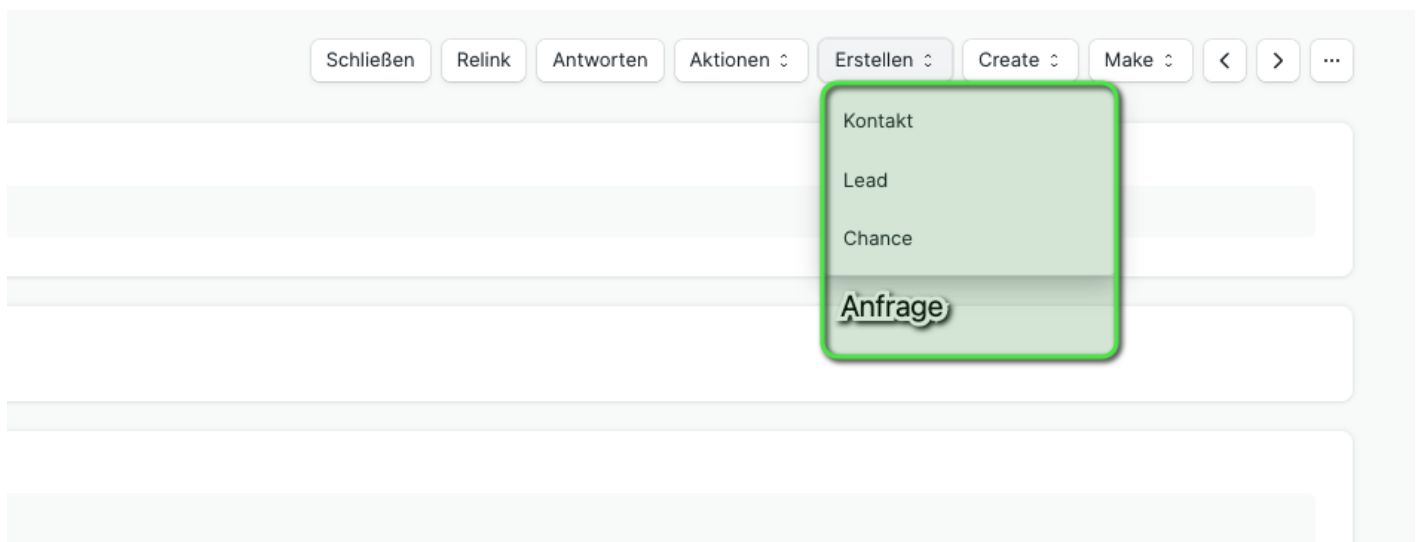 Schließen Relink Antworten Aktionen Erstellen Create Make ...
Kontakt
Lead
Chance
Anfrage